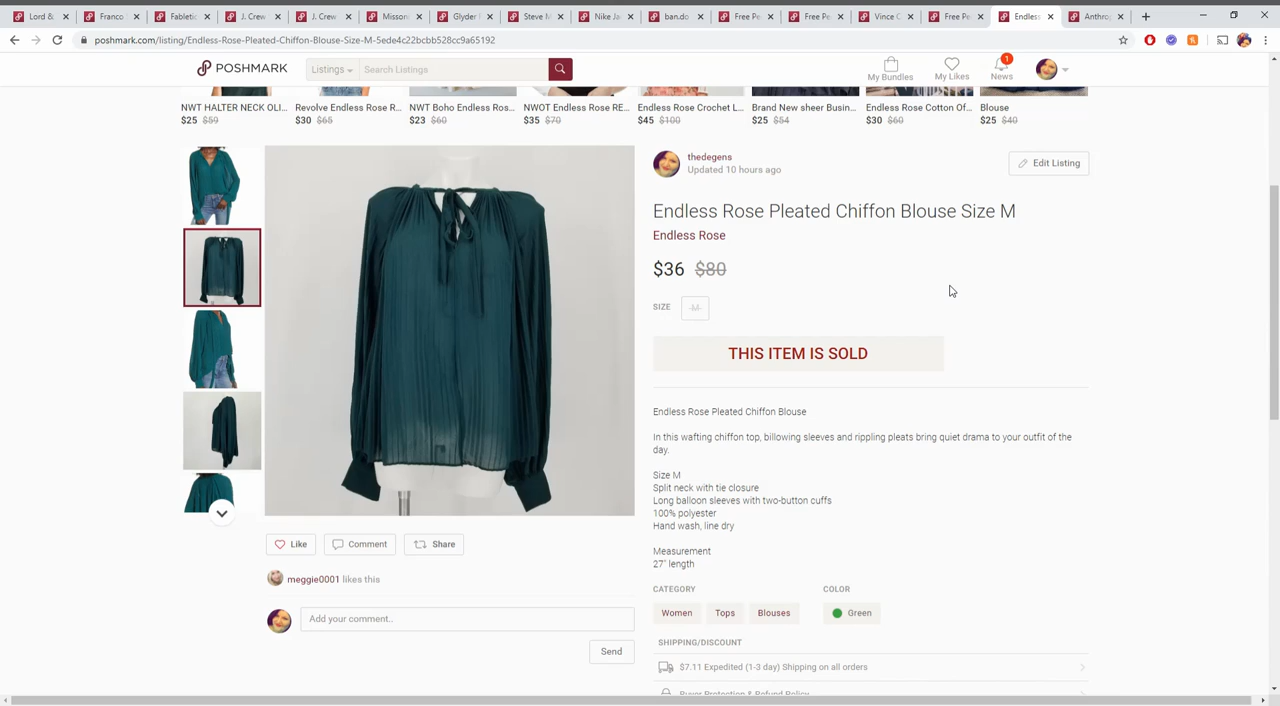 Lord &
Franco
Fabletic
J. Crew
J. Crew
Missoni
Glyder F
Steve M
Nike Ja
ban.do
Free Pe
Free Pe
Vince C
Free Pe
Endless
Anthrop
poshmark.com/listing/Endless-Rose-Pleated-Chiffon-Blouse-Size-M-5ede4c22bcbb528cc9a65192
POSHMARK
Listings
Search Listings
My Bundles
My Likes
1
News
NWT HALTER NECK OLI...
Revolve Endless Rose R...
NWT Boho Endless Ros...
NWOT Endless Rose RE...
Endless Rose Crochet L...
Brand New sheer Busin...
Endless Rose Cotton Of...
Blouse
$25 $59
$30 $65
$23 $60
$35 $70
$45 $100
$25 $54
$30 $60
$25 $40
thedegens
Updated 10 hours ago
Edit Listing
Endless Rose Pleated Chiffon Blouse Size M
Endless Rose
$36 $80
SIZE
M
THIS ITEM IS SOLD
Endless Rose Pleated Chiffon Blouse
In this wafting chiffon top, billowing sleeves and rippling pleats bring quiet drama to your outfit of the
day.
Size M
Split neck with tie closure
Long balloon sleeves with two-button cuffs
100% polyester
Hand wash, line dry
Measurement
27" length
CATEGORY
COLOR
Women
Tops
Blouses
Green
SHIPPING/DISCOUNT
$7.11 Expedited (1-3 day) Shipping on all orders
Buyer Protection & Refund Policy
Like
Comment
Share
meggie0001 likes this
Add your comment..
Send